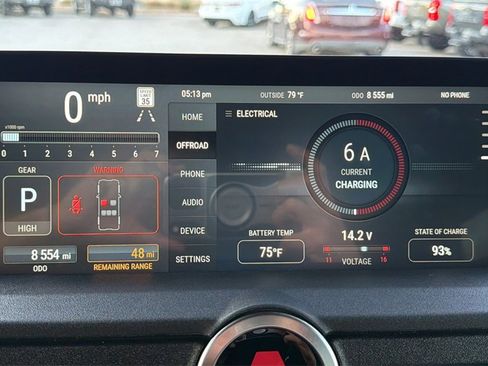 0 mph
SPEED LIMIT 35
x1000 rpm
0 1 2 3 4 5 6 7
GEAR
P
HIGH
WARNING
8 554 mi
ODO
48 mi
REMAINING RANGE
05:13 pm
OUTSIDE 79 °F
ODO 8 555 mi
NO PHONE
HOME
OFFROAD
PHONE
AUDIO
DEVICE
SETTINGS
ELECTRICAL
6 A
CURRENT
CHARGING
BATTERY TEMP
75°F
14.2 v
11 16
VOLTAGE
STATE OF CHARGE
93%